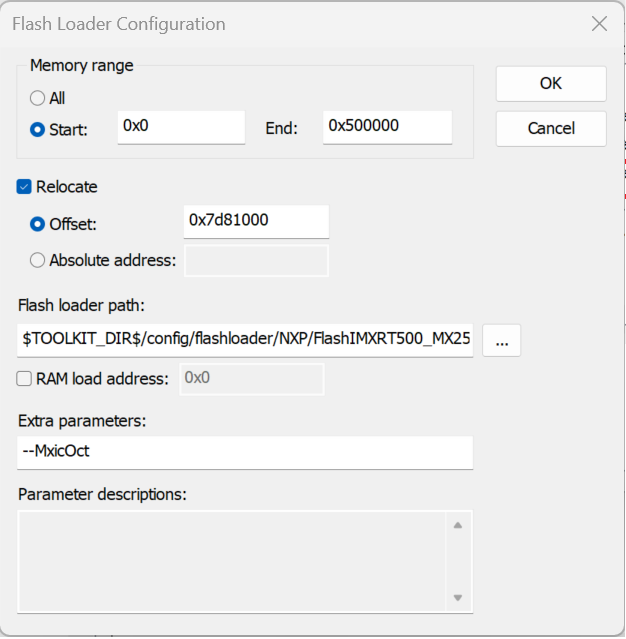 Flash Loader Configuration
Memory range
All
Start: 0x0 End: 0x500000
OK
Cancel
Relocate
Offset: 0x7d81000
Absolute address:
Flash loader path:
$TOOLKIT_DIR$/config/flashloader/NXP/FlashIMXRT500_MX25
...
RAM load address: 0x0
Extra parameters:
--MxicOct
Parameter descriptions: